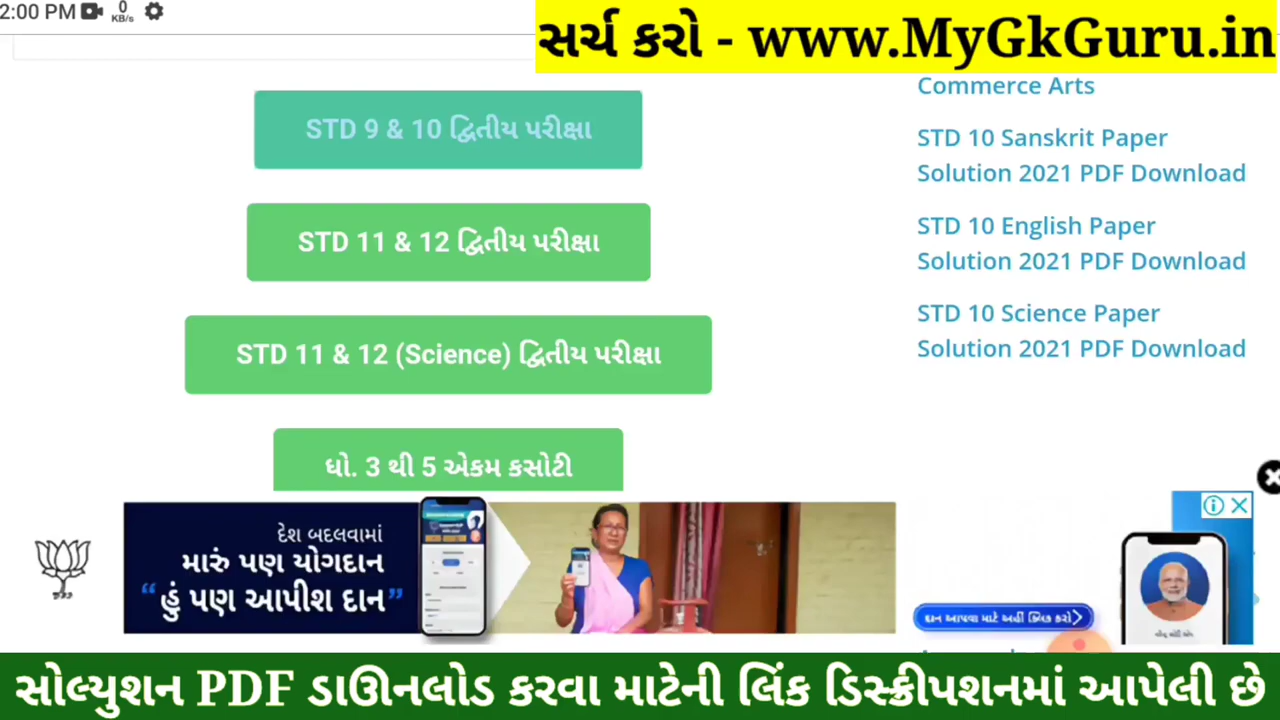 2:00 PM 0 KB/s
સર્ચ કરો - www.MyGkGuru.in
Commerce Arts
STD 9 & 10 દ્વિતીય પરીક્ષા
STD 10 Sanskrit Paper
Solution 2021 PDF Download
STD 11 & 12 દ્વિતીય પરીક્ષા
STD 10 English Paper
Solution 2021 PDF Download
STD 11 & 12 (Science) દ્વિતીય પરીક્ષા
STD 10 Science Paper
Solution 2021 PDF Download
ધો. 3 થી 5 એકમ કસોટી
દેશ બદલવામાં
મારું પણ યોગદાન
“હું પણ આપીશ દાન”
દાન આપવા માટે અહીં ક્લિક કરો
સોલ્યુશન PDF ડાઊનલોડ કરવા માટેની લિંક ડિસ્ક્રીપશનમાં આપેલી છે